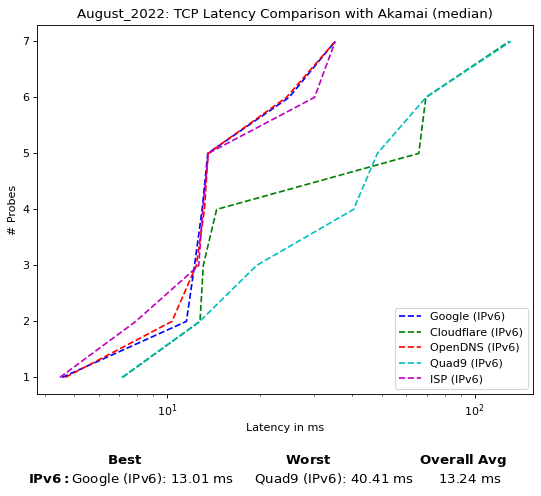 August_2022: TCP Latency Comparison with Akamai (median)
7
6
5
4
3
2
1
# Probes
10¹ 10²
Latency in ms
Google (IPv6)
Cloudflare (IPv6)
OpenDNS (IPv6)
Quad9 (IPv6)
ISP (IPv6)
Best Worst Overall Avg
IPv6: Google (IPv6): 13.01 ms Quad9 (IPv6): 40.41 ms 13.24 ms